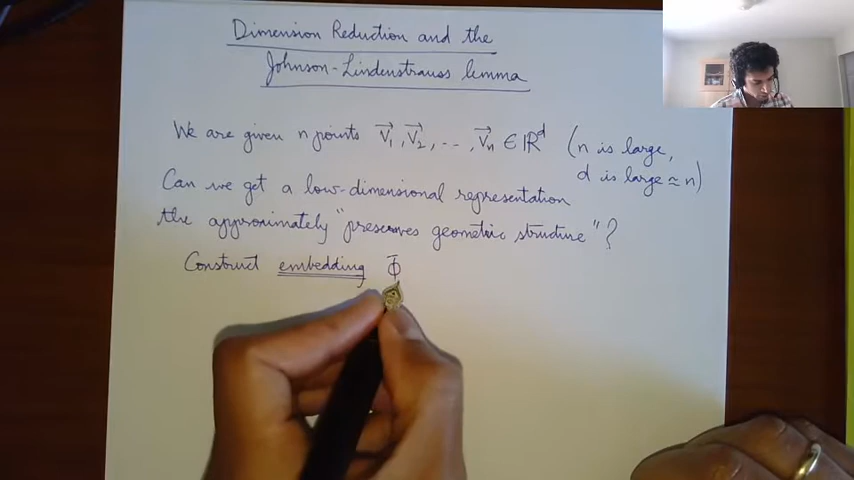 Dimension Reduction and the
Johnson-Lindenstrauss lemma
We are given n points v⃗₁, v⃗₂, ..., v⃗ₙ ∈ ℝᵈ (n is large,
d is large ≃ n)
Can we get a low-dimensional representation
the approximately "preserves geometric structure"?
Construct embedding Φ